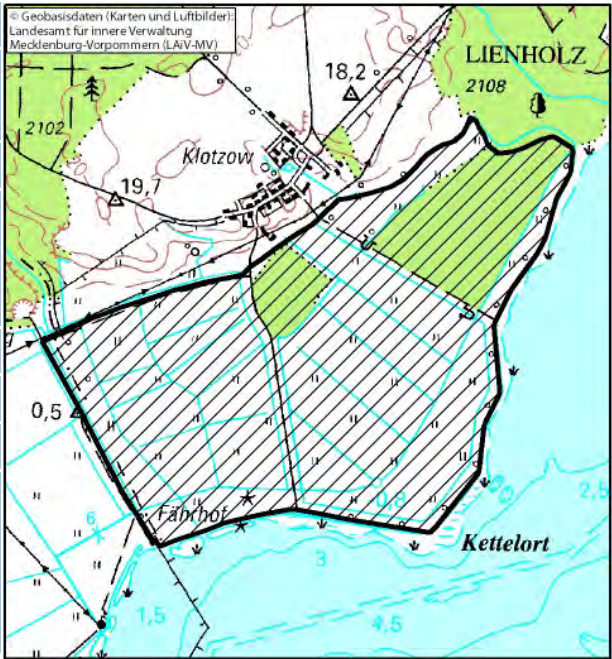 © Geobasisdaten (Karten und Luftbilder):
Landesamt für innere Verwaltung
Mecklenburg-Vorpommern (LAiV-MV)
LIENHOLZ
18,2
2108
2102
Klotzow
19,7
0,5
0,8
2,5
Fährhof
6
Kettelort
3
1,5
4,5